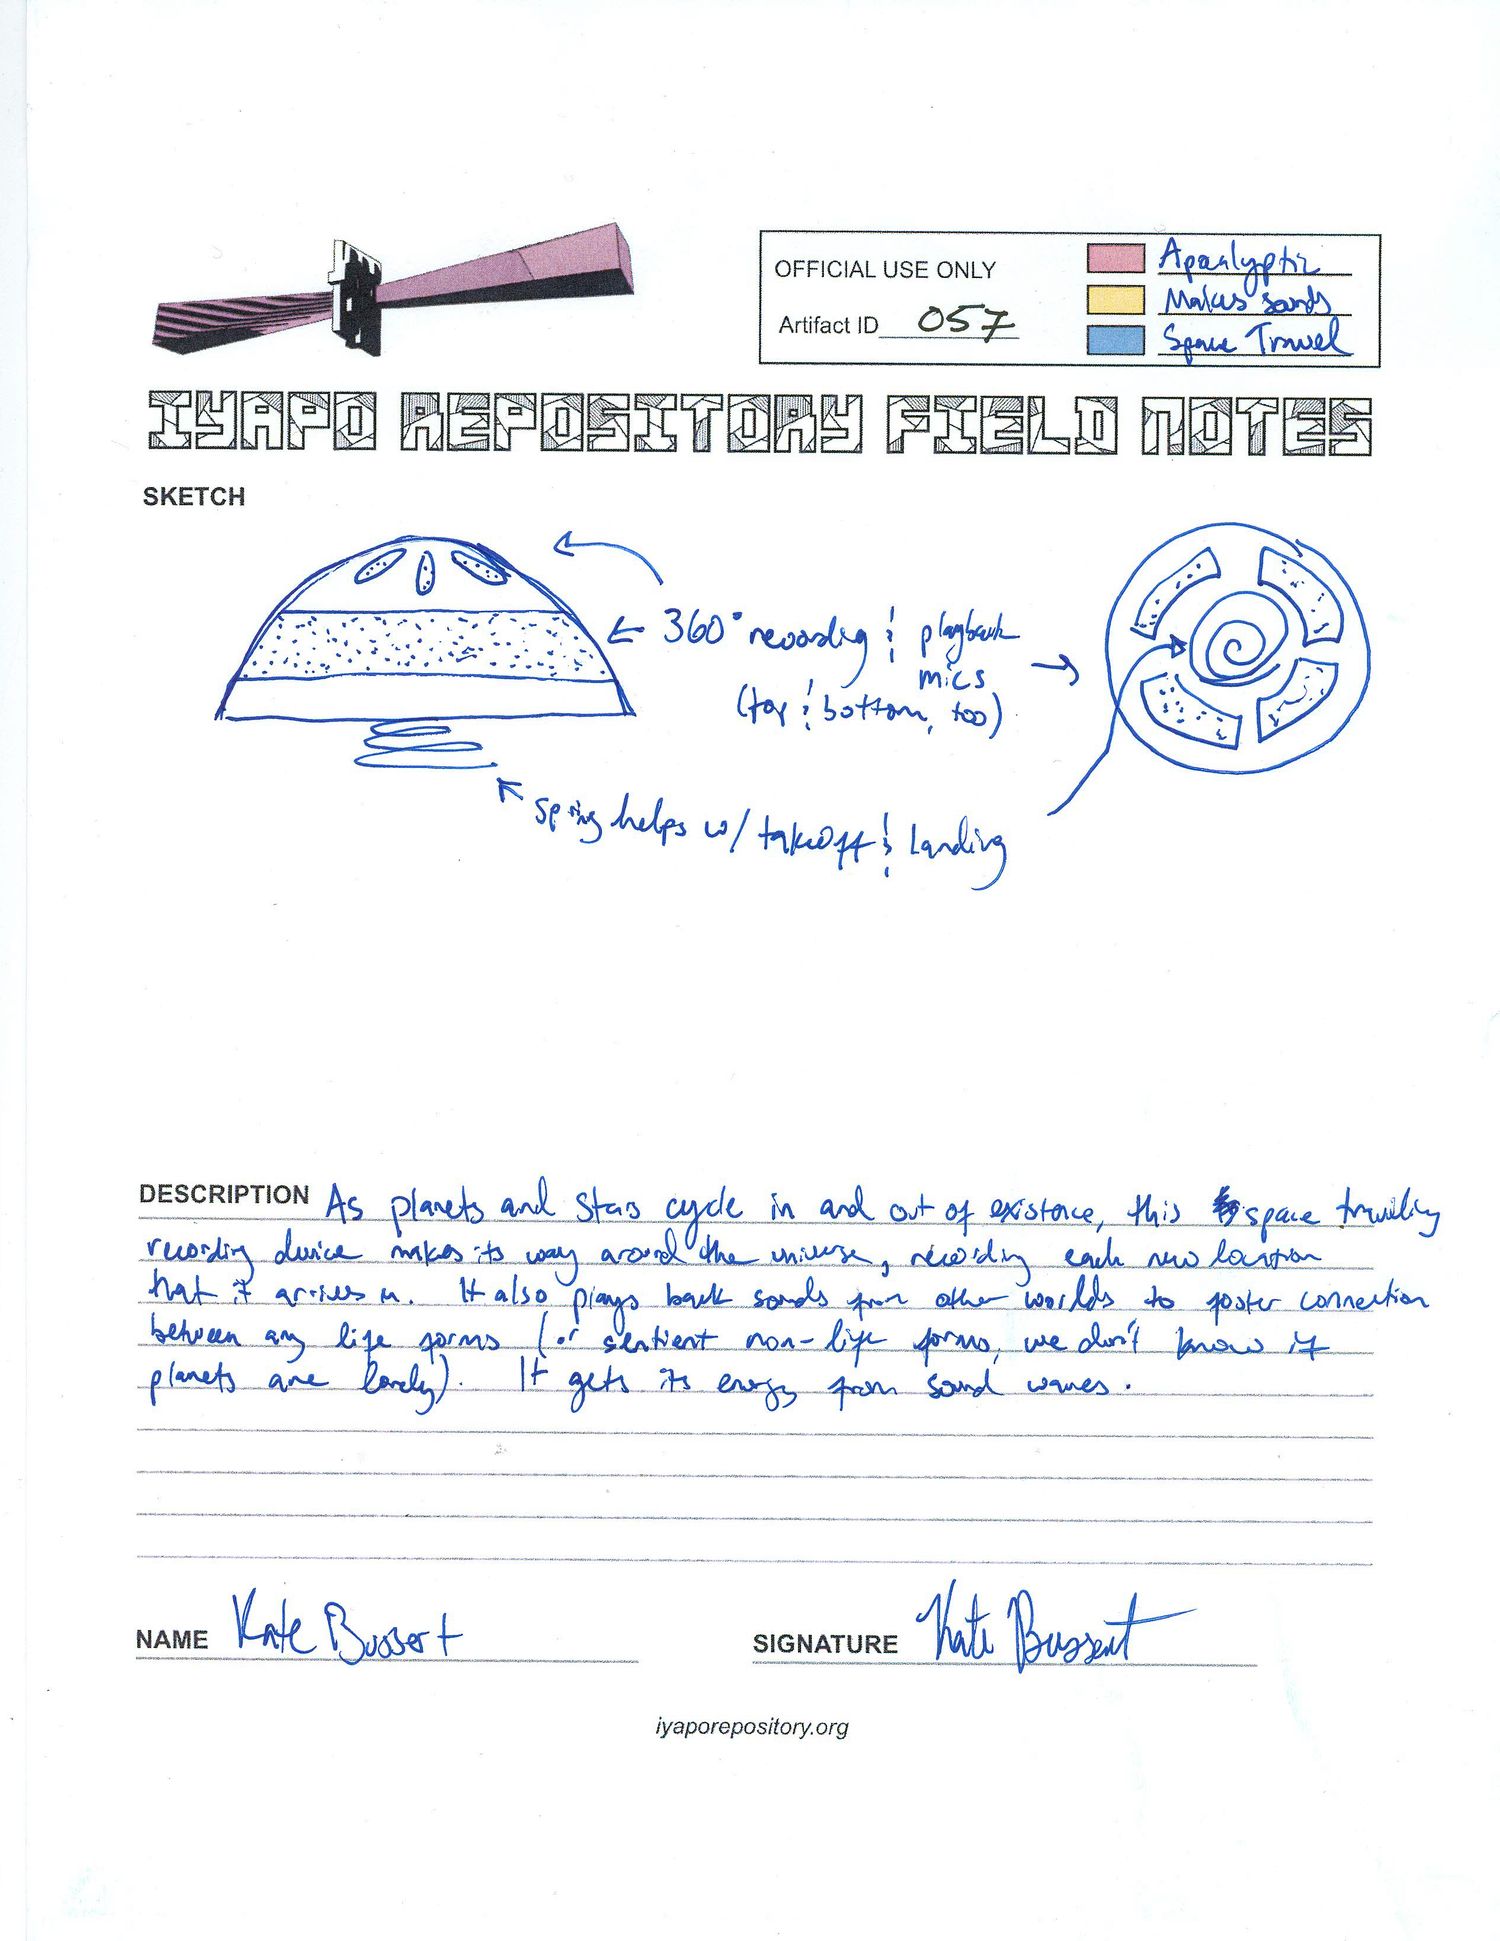 OFFICIAL USE ONLY
Artifact ID 057
Apocalyptic
Makes sounds
Space Travel
IYAPO REPOSITORY FIELD NOTES
SKETCH
360° recording & playback
mics
(top & bottom, too)
Spring helps w/ takeoff & Landing
DESCRIPTION As planets and stars cycle in and out of existence, this space traveling
recording device makes its way around the universe, recording each new location
that it arrives in. It also plays back sounds from other worlds to foster connection
between any life forms (or sentient non-life forms, we don't know if
planets are lonely). It gets its energy from sound waves.
NAME Kate Bussert
SIGNATURE Kate Bussert
iyaporepository.org